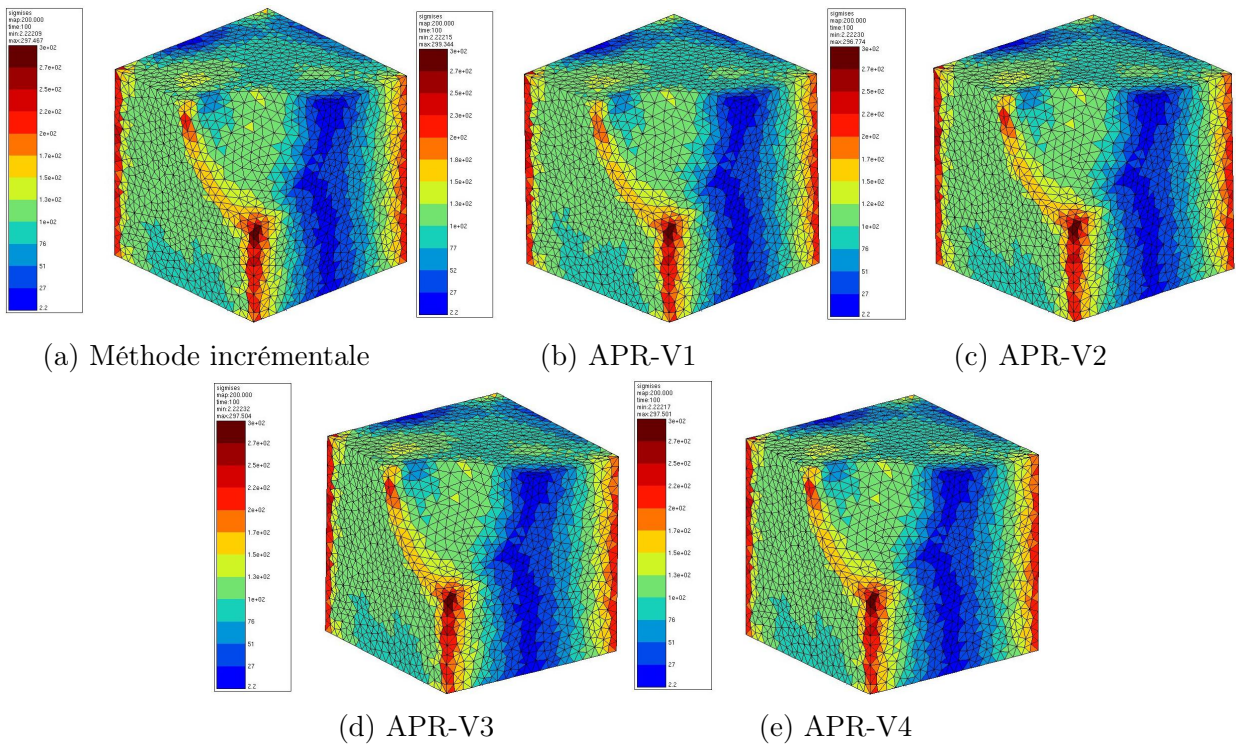 sigmises
map:200.000
time:100
min:2.22209
max:297.467
3e+02
2.7e+02
2.5e+02
2.2e+02
2e+02
1.7e+02
1.5e+02
1.3e+02
1e+02
76
51
27
2.2
(a) Méthode incrémentale
sigmises
map:200.000
time:100
min:2.22215
max:299.344
3e+02
2.7e+02
2.5e+02
2.2e+02
2e+02
1.8e+02
1.5e+02
1.3e+02
1e+02
77
52
27
2.2
(b) APR-V1
sigmises
map:200.000
time:100
min:2.22230
max:296.774
3e+02
2.7e+02
2.5e+02
2.2e+02
2e+02
1.7e+02
1.5e+02
1.2e+02
1e+02
76
51
27
2.2
(c) APR-V2
sigmises
map:200.000
time:100
min:2.22232
max:297.504
3e+02
2.7e+02
2.5e+02
2.2e+02
2e+02
1.7e+02
1.5e+02
1.3e+02
1e+02
76
51
27
2.2
(d) APR-V3
sigmises
map:200.000
time:100
min:2.22217
max:297.501
3e+02
2.7e+02
2.5e+02
2.2e+02
2e+02
1.7e+02
1.5e+02
1.3e+02
1e+02
76
51
27
2.2
(e) APR-V4